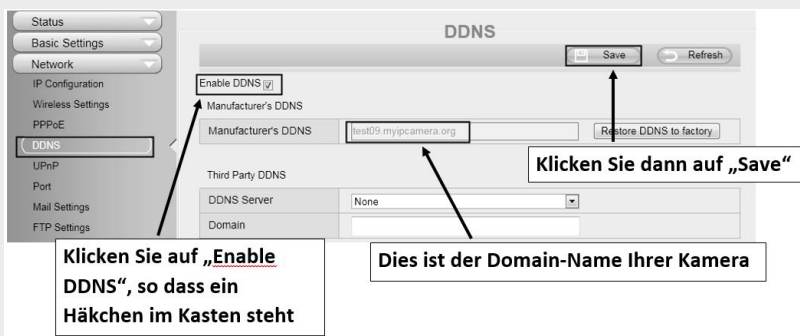 Status
Basic Settings
Network
IP Configuration
Wireless Settings
PPPoE
DDNS
UPnP
Port
Mail Settings
FTP Settings
DDNS
Save
Refresh
Enable DDNS
Manufacturer's DDNS
Manufacturer's DDNS
test09.myipcamera.org
Restore DDNS to factory
Klicken Sie dann auf „Save“
Third Party DDNS
DDNS Server
None
Domain
Klicken Sie auf „Enable
DDNS“, so dass ein
Häkchen im Kasten steht
Dies ist der Domain-Name Ihrer Kamera